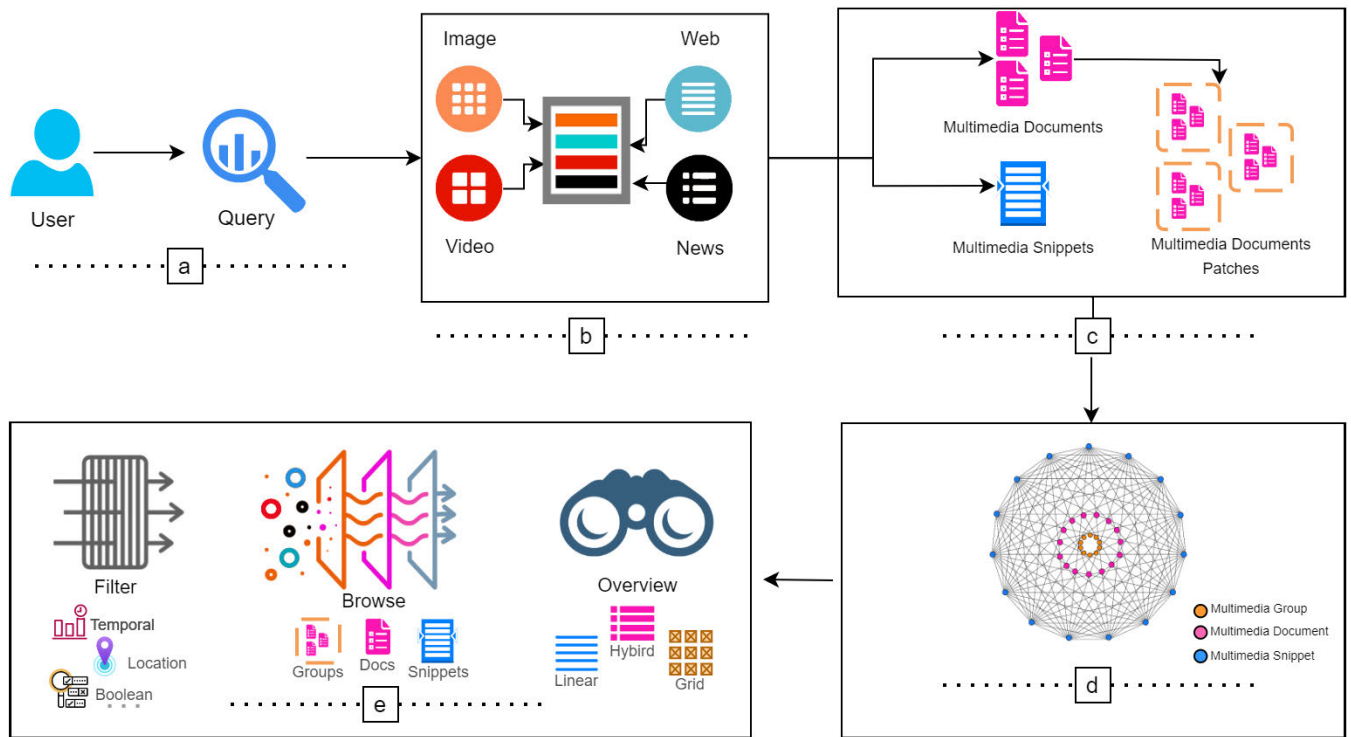 Image
Web
Video
News
User
Query
a
b
Multimedia Documents
Multimedia Snippets
Multimedia Documents
Patches
c
Multimedia Group
Multimedia Document
Multimedia Snippet
d
Filter
Temporal
Location
Boolean
Browse
Groups
Docs
Snippets
Overview
Linear
Hybird
Grid
e